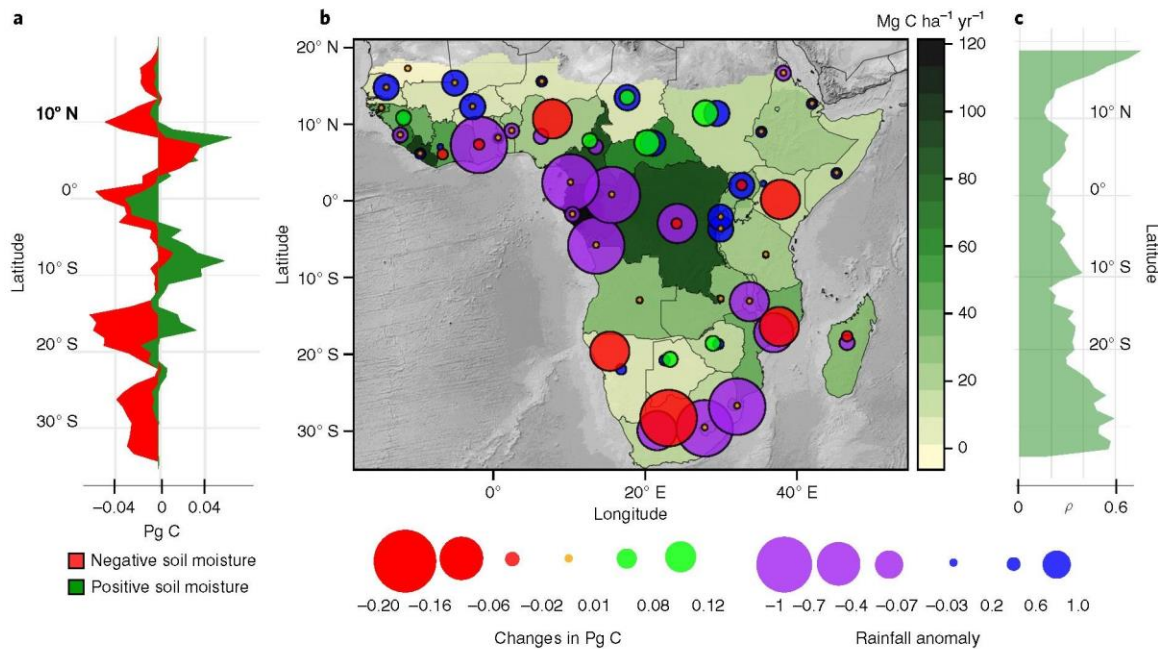 a
10° N
0°
10° S
20° S
30° S
Latitude
−0.04
0
0.04
Pg C
Negative soil moisture
Positive soil moisture
b
Mg C ha⁻¹ yr⁻¹
20° N
10° N
0°
10° S
20° S
30° S
Latitude
0°
20° E
40° E
Longitude
120
100
80
60
40
20
0
c
10° N
0°
10° S
20° S
Latitude
0
ρ
0.6
−0.20 −0.16 −0.06 −0.02 0.01 0.08 0.12
Changes in Pg C
−1 −0.7 −0.4 −0.07 −0.03 0.2 0.6 1.0
Rainfall anomaly